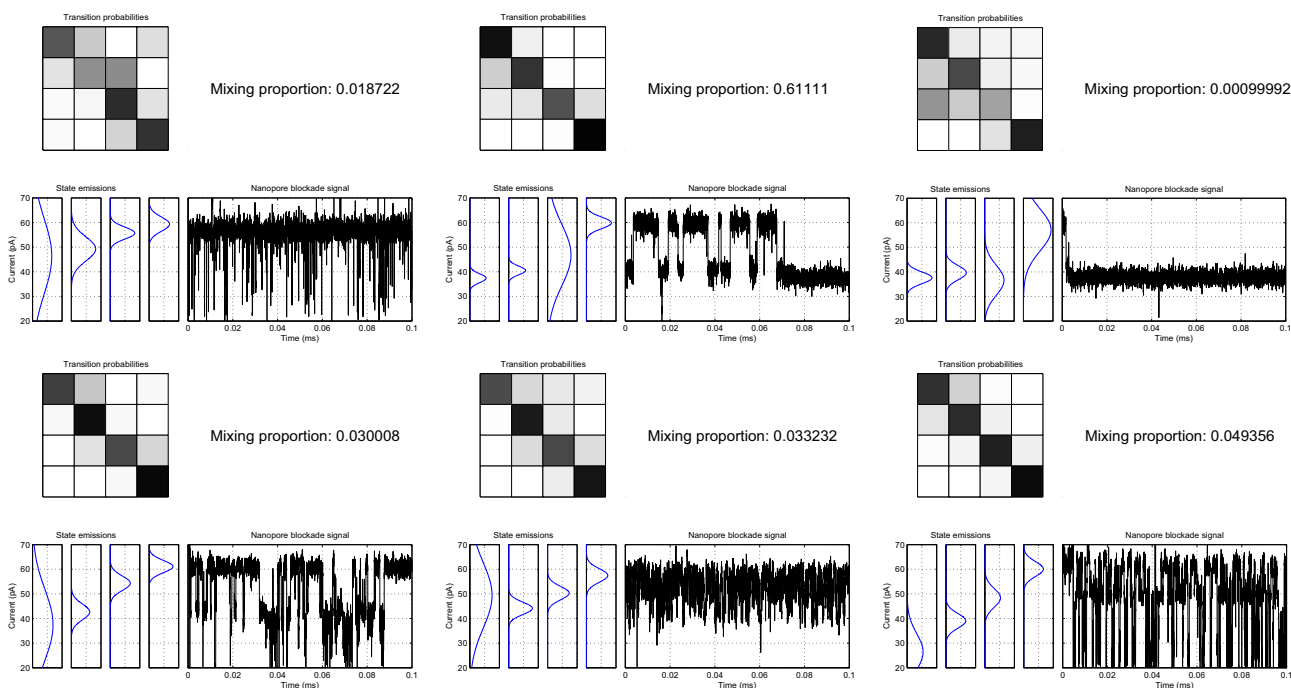 Transition probabilities
Mixing proportion: 0.018722
State emissions
Nanopore blockade signal
Current (pA)
70
60
50
40
30
20
0 0.02 0.04 0.06 0.08 0.1
Time (ms)
Transition probabilities
Mixing proportion: 0.61111
State emissions
Nanopore blockade signal
Current (pA)
70
60
50
40
30
20
0 0.02 0.04 0.06 0.08 0.1
Time (ms)
Transition probabilities
Mixing proportion: 0.00099992
State emissions
Nanopore blockade signal
Current (pA)
70
60
50
40
30
20
0 0.02 0.04 0.06 0.08 0.1
Time (ms)
Transition probabilities
Mixing proportion: 0.030008
State emissions
Nanopore blockade signal
Current (pA)
70
60
50
40
30
20
0 0.02 0.04 0.06 0.08 0.1
Time (ms)
Transition probabilities
Mixing proportion: 0.033232
State emissions
Nanopore blockade signal
Current (pA)
70
60
50
40
30
20
0 0.02 0.04 0.06 0.08 0.1
Time (ms)
Transition probabilities
Mixing proportion: 0.049356
State emissions
Nanopore blockade signal
Current (pA)
70
60
50
40
30
20
0 0.02 0.04 0.06 0.08 0.1
Time (ms)